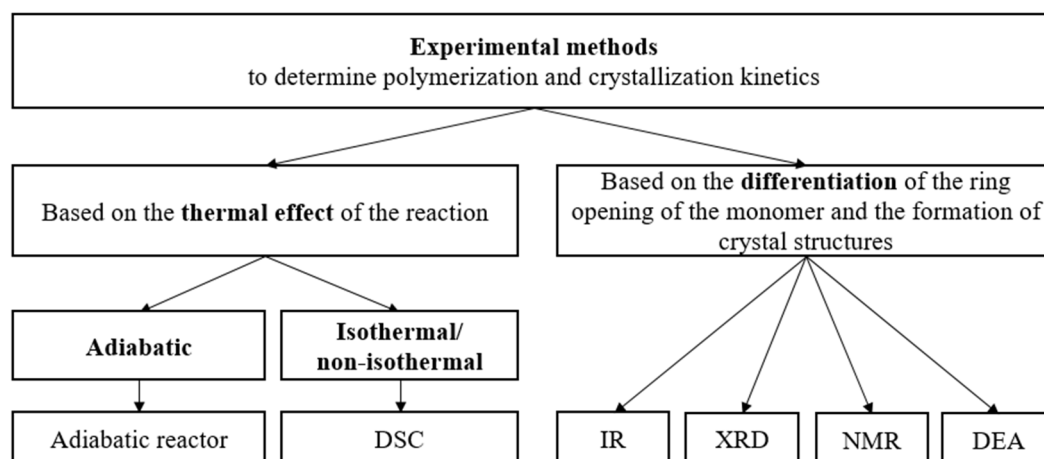 Experimental methods
to determine polymerization and crystallization kinetics
Based on the thermal effect of the reaction
Based on the differentiation of the ring
opening of the monomer and the formation of
crystal structures
Adiabatic
Isothermal/
non-isothermal
Adiabatic reactor
DSC
IR
XRD
NMR
DEA